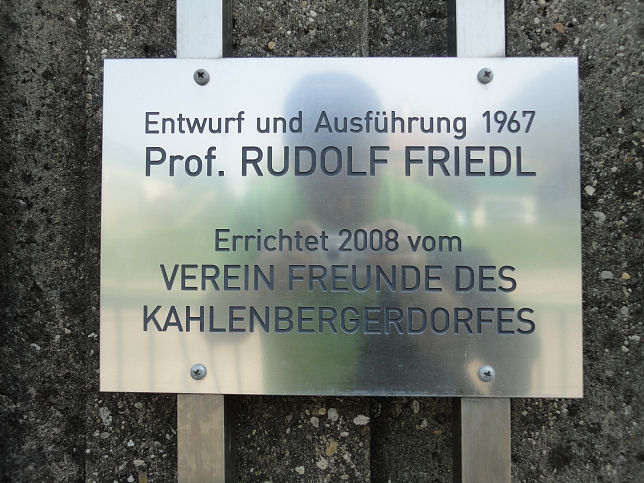 Entwurf und Ausführung 1967
Prof. RUDOLF FRIEDL
Errichtet 2008 vom
VEREIN FREUNDE DES
KAHLENBERGERDORFES